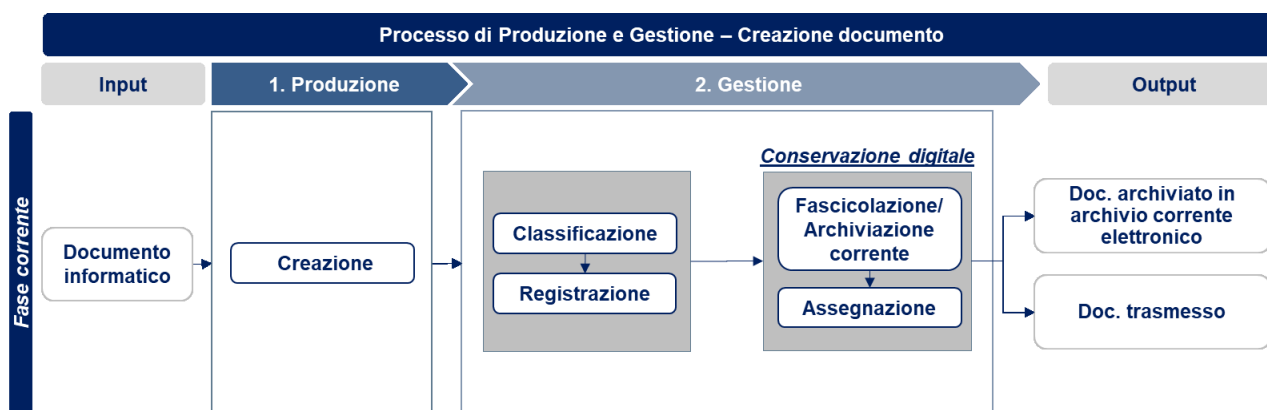 Processo di Produzione e Gestione – Creazione documento
Input
1. Produzione
2. Gestione
Output
Fase corrente
Documento
informatico
Creazione
Classificazione
Registrazione
Conservazione digitale
Fascicolazione/
Archiviazione
corrente
Assegnazione
Doc. archiviato in
archivio corrente
elettronico
Doc. trasmesso